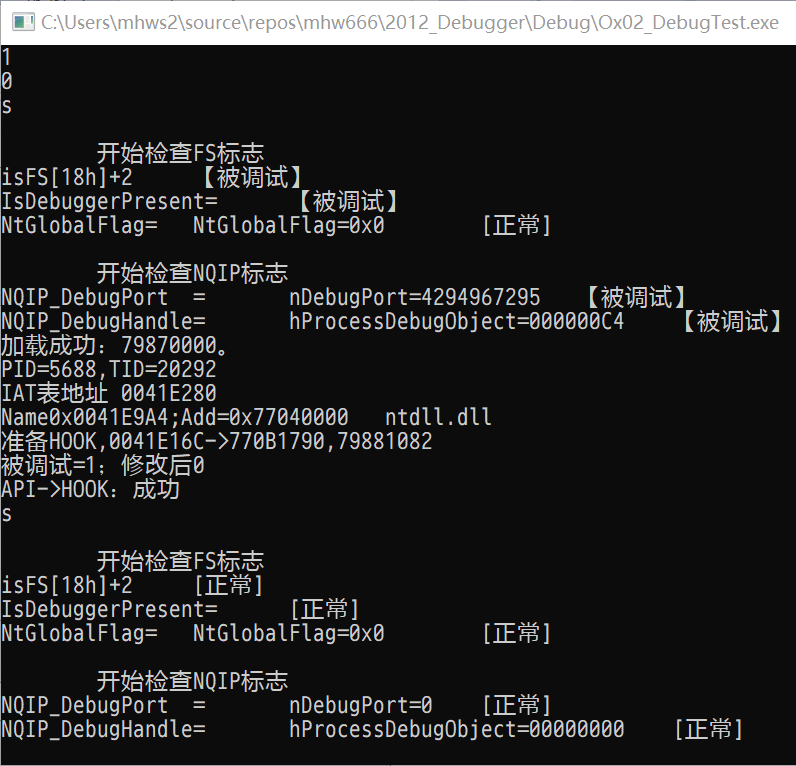 C:\Users\mhws2\source\repos\mhw666\2012_Debugger\Debug\Ox02_DebugTest.exe
1
0
s
开始检查FS标志
isFS[18h]+2 【被调试】
IsDebuggerPresent= 【被调试】
NtGlobalFlag= NtGlobalFlag=0x0 [正常]
开始检查NQIP标志
NQIP_DebugPort = nDebugPort=4294967295 【被调试】
NQIP_DebugHandle= hProcessDebugObject=000000C4 【被调试】
加载成功：79870000。
PID=5688,TID=20292
IAT表地址 0041E280
Name0x0041E9A4;Add=0x77040000 ntdll.dll
准备HOOK,0041E16C->770B1790,79881082
被调试=1；修改后0
API->HOOK：成功
s
开始检查FS标志
isFS[18h]+2 [正常]
IsDebuggerPresent= [正常]
NtGlobalFlag= NtGlobalFlag=0x0 [正常]
开始检查NQIP标志
NQIP_DebugPort = nDebugPort=0 [正常]
NQIP_DebugHandle= hProcessDebugObject=00000000 [正常]